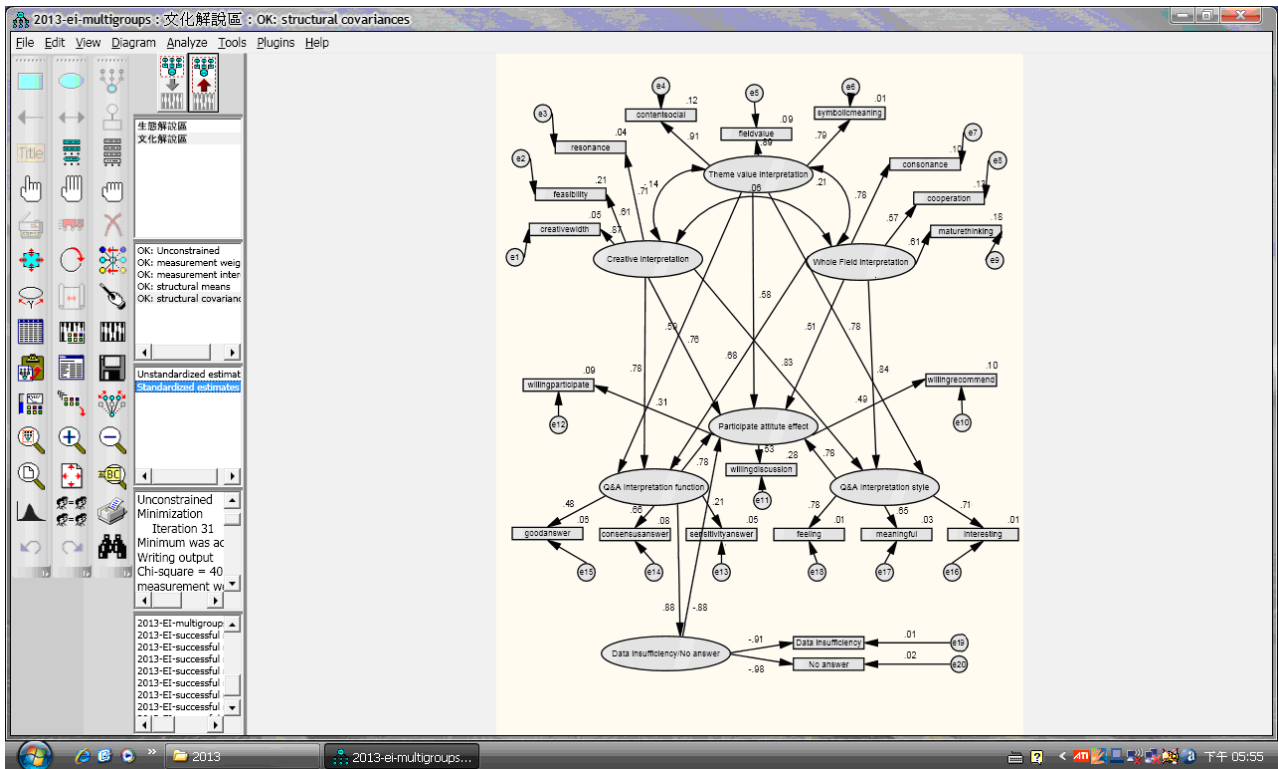 2013-ei-multigroups : 文化解說區 : OK: structural covariances
File Edit View Diagram Analyze Tools Plugins Help
Title
生態解說區
文化解說區
OK: Unconstrained
OK: measurement weig
OK: measurement inter
OK: structural means
OK: structural covarianc
Unstandardized estimat
Standardized estimates
Unconstrained
Minimization
Iteration 31
Minimum was ac
Writing output
Chi-square = 40
measurement w
2013-EI-multigroup
2013-EI-successful
2013-EI-successful
2013-EI-successful
2013-EI-successful
2013-EI-successful
2013-EI-successful
2013-EI-successful
e4
e5
e6
.12
.01
contentsocial
symbolicmeaning
e3
.09
fieldvalue
.04
.91
.89
.79
e7
resonance
.10
consonance
e2
e8
Theme value interpretation
.21
.71
-.14
.06
.21
.78
.12
feasibility
cooperation
.05
.61
.57
.18
creativewidth
.87
maturethinking
.61
e1
Creative interpretation
Whole Field interpretation
e9
.58
.59
.76
.51
.78
.68
.83
.78
.84
.09
.10
willingparticipate
willingrecommend
.31
.49
e12
Participate attitute effect
e10
.53
.28
.78
.78
willingdiscussion
Q&A interpretation function
Q&A interpretation style
e11
.48
.66
.21
.78
.65
.71
.05
.08
.05
.01
.03
.01
goodanswer
consensusanswer
sensitivityanswer
feeling
meaningful
interesting
e15
e14
e13
e18
e17
e16
.88
-.88
Data insufficiency/No answer
-.91
Data Insufficiency
.01
e19
-.98
No answer
.02
e20
2013
2013-ei-multigroups...
下午 05:55